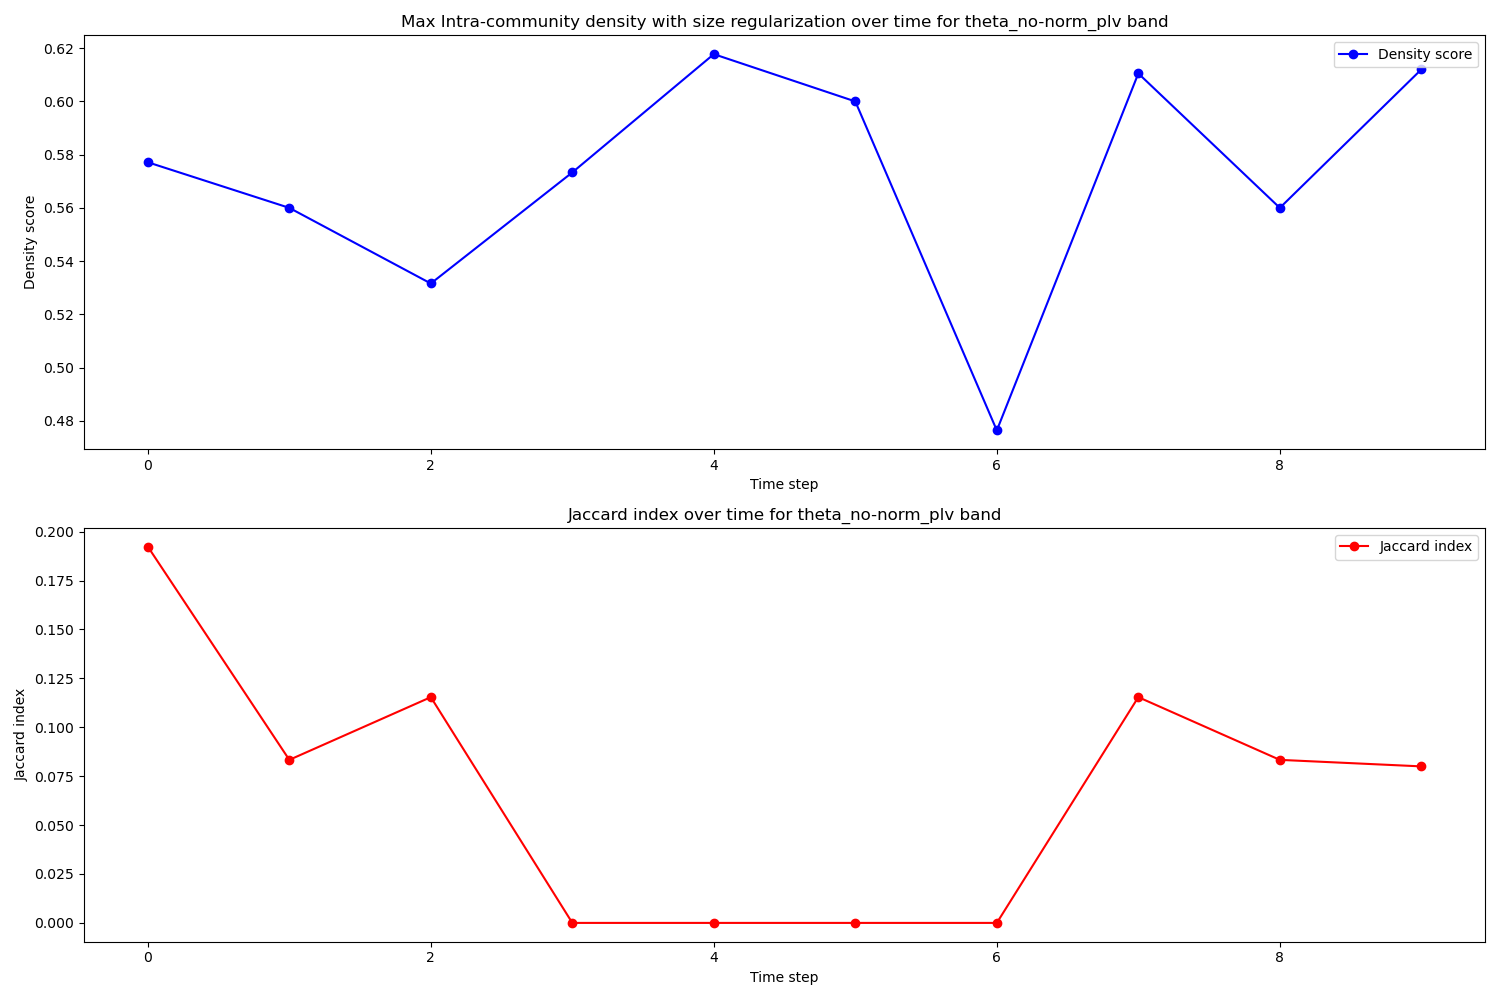 Max Intra-community density with size regularization over time for theta_no-norm_plv band
Density score
0.62
0.60
0.58
0.56
0.54
0.52
0.50
0.48
Density score
0 2 4 6 8
Time step
Jaccard index over time for theta_no-norm_plv band
Jaccard index
0.200
0.175
0.150
0.125
0.100
0.075
0.050
0.025
0.000
Jaccard index
0 2 4 6 8
Time step